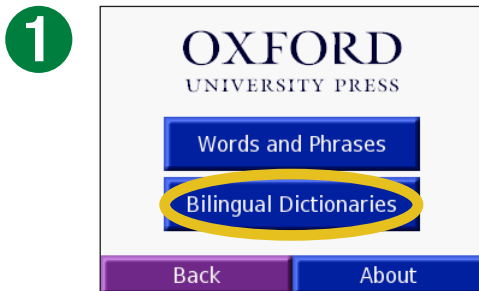 1
OXFORD
UNIVERSITY PRESS
Words and Phrases
Bilingual Dictionaries
Back
About